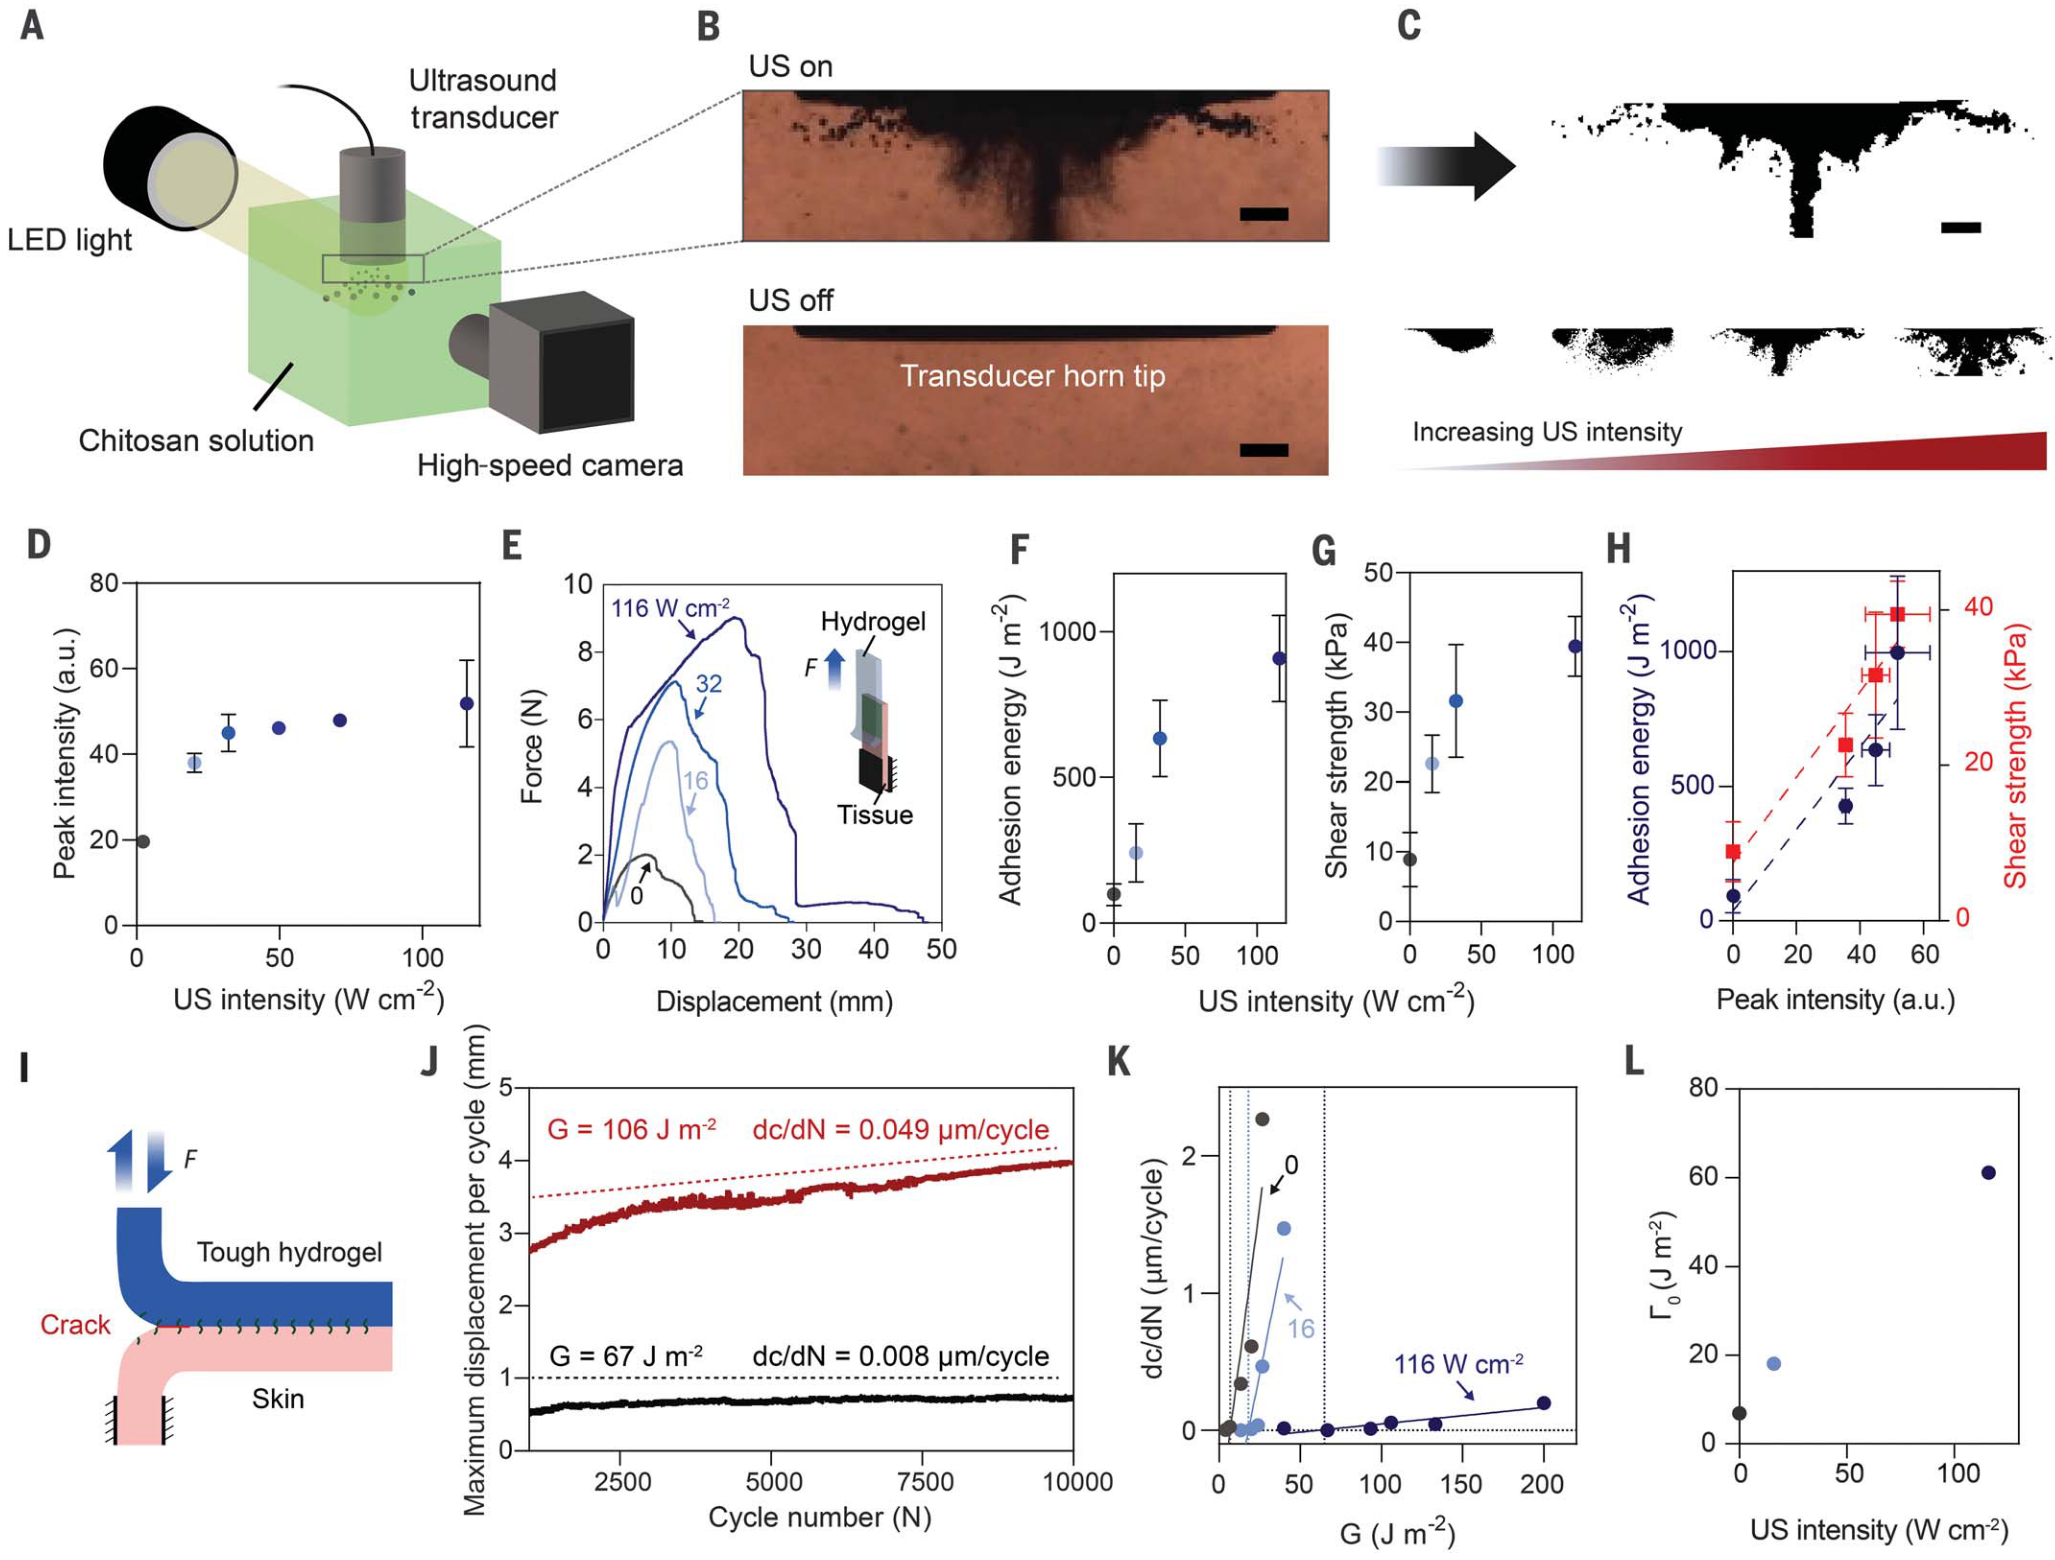 A
Ultrasound
transducer
LED light
Chitosan solution
High-speed camera
B
US on
US off
Transducer horn tip
C
Increasing US intensity
D
Peak intensity (a.u.)
80
60
40
20
0
0 50 100
US intensity (W cm-2)
E
Force (N)
10
8
6
4
2
0
116 W cm-2
32
16
0
Hydrogel
F
Tissue
0 10 20 30 40 50
Displacement (mm)
F
Adhesion energy (J m-2)
1000
500
0
0 50 100
G
Shear strength (kPa)
50
40
30
20
10
0
0 50 100
US intensity (W cm-2)
H
Adhesion energy (J m-2)
1000
500
0
40
20
0
Shear strength (kPa)
0 20 40 60
Peak intensity (a.u.)
I
F
Tough hydrogel
Crack
Skin
J
Maximum displacement per cycle (mm)
5
4
3
2
1
0
G = 106 J m-2 dc/dN = 0.049 μm/cycle
G = 67 J m-2 dc/dN = 0.008 μm/cycle
2500 5000 7500 10000
Cycle number (N)
K
dc/dN (μm/cycle)
2
1
0
0
16
116 W cm-2
0 50 100 150 200
G (J m-2)
L
Γ0 (J m-2)
80
60
40
20
0
0 50 100
US intensity (W cm-2)